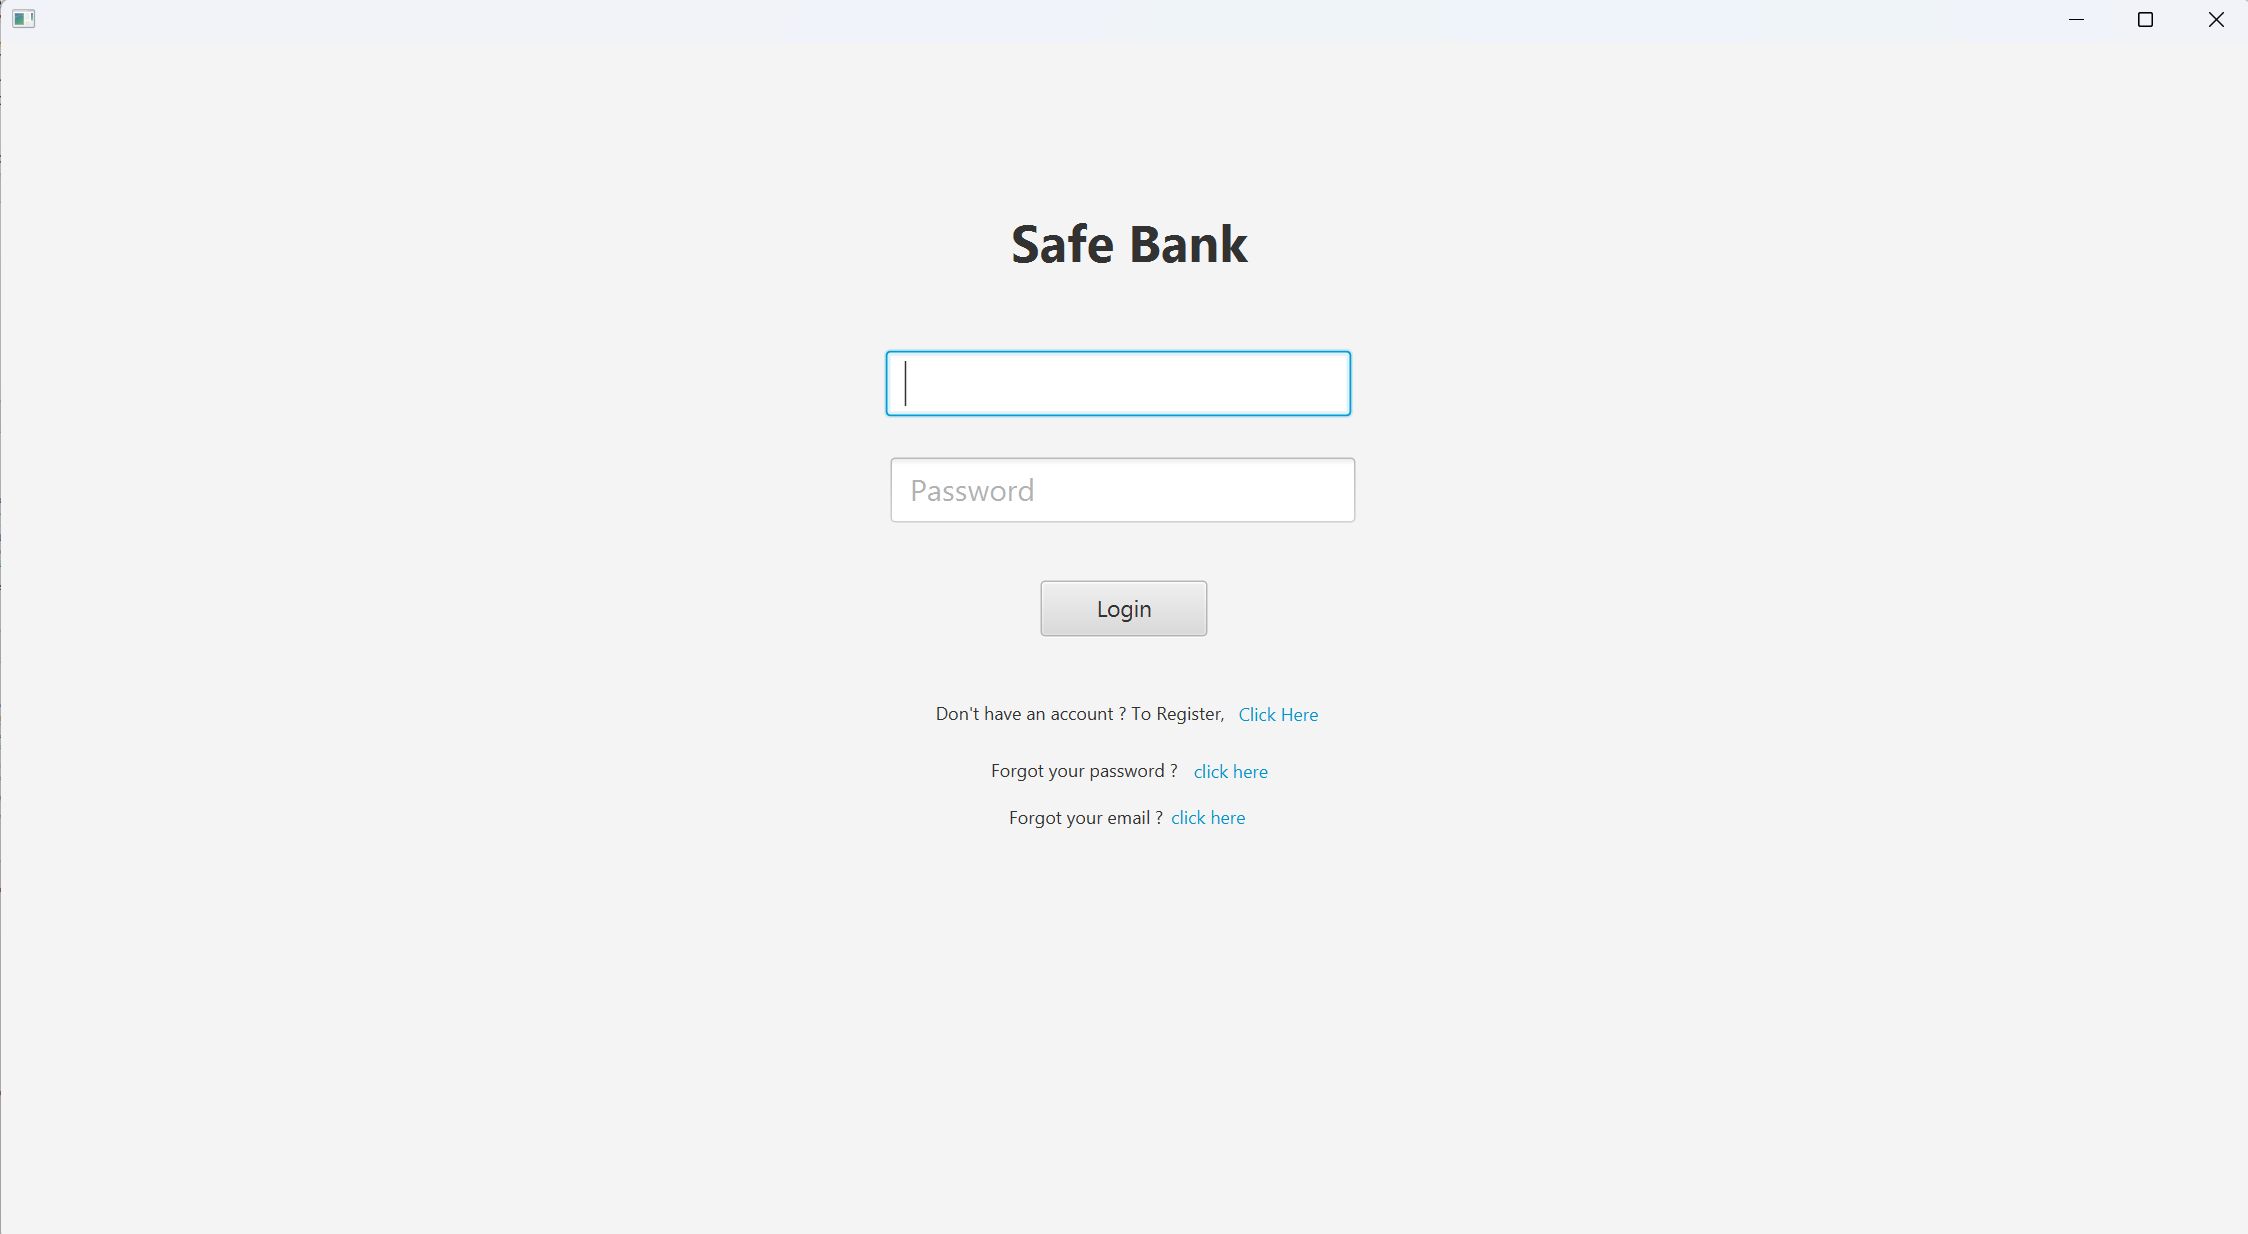 Safe Bank
Password
Login
Don't have an account ? To Register, Click Here
Forgot your password ? click here
Forgot your email ? click here